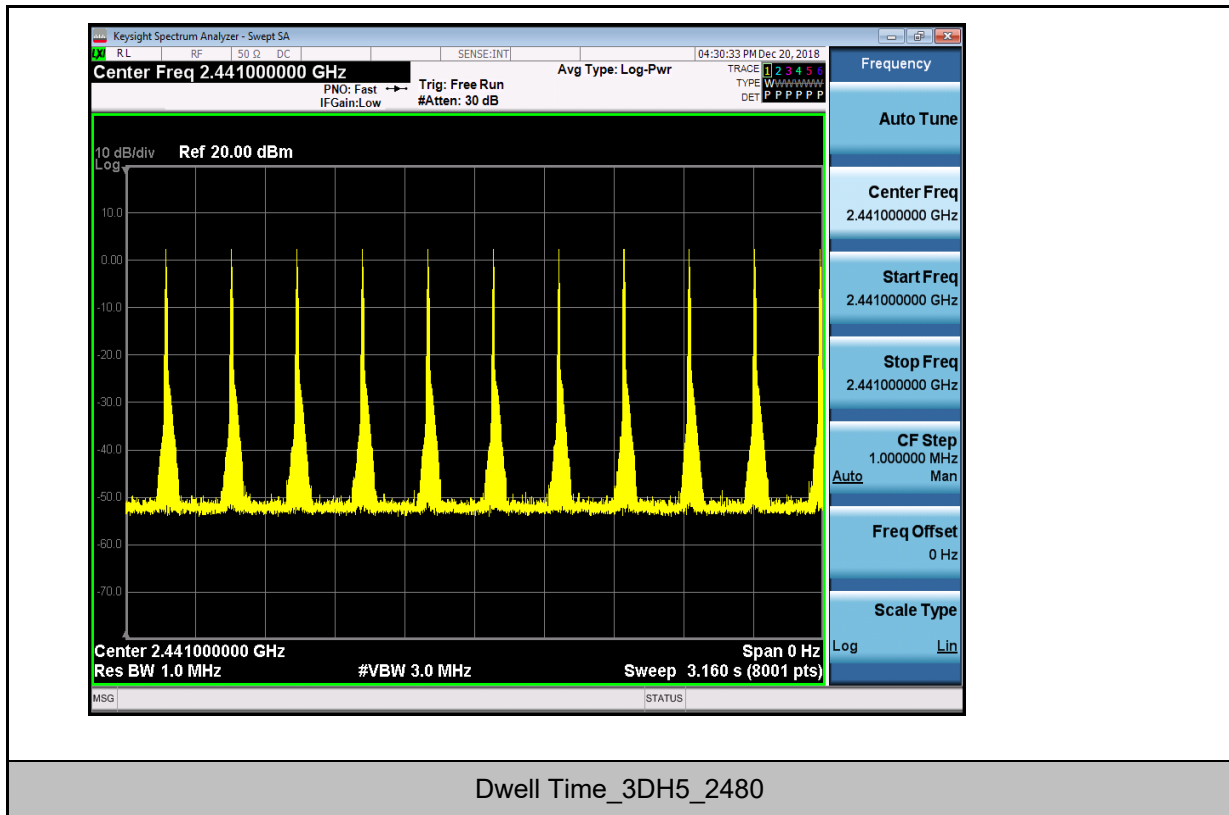 Keysight Spectrum Analyzer - Swept SA
LXI RL RF 50 Ω DC SENSE:INT 04:30:33 PM Dec 20, 2018
Center Freq 2.441000000 GHz
PNO: Fast
IFGain:Low
Trig: Free Run
#Atten: 30 dB
Avg Type: Log-Pwr
TRACE 1 2 3 4 5 6
TYPE WWWWWW
DET P P P P P P
10 dB/div Ref 20.00 dBm
Log
10.0
0.00
-10.0
-20.0
-30.0
-40.0
-50.0
-60.0
-70.0
Center 2.441000000 GHz Span 0 Hz
Res BW 1.0 MHz #VBW 3.0 MHz Sweep 3.160 s (8001 pts)
MSG STATUS
Frequency
Auto Tune
Center Freq
2.441000000 GHz
Start Freq
2.441000000 GHz
Stop Freq
2.441000000 GHz
CF Step
1.000000 MHz
Auto Man
Freq Offset
0 Hz
Scale Type
Log Lin
Dwell Time_3DH5_2480